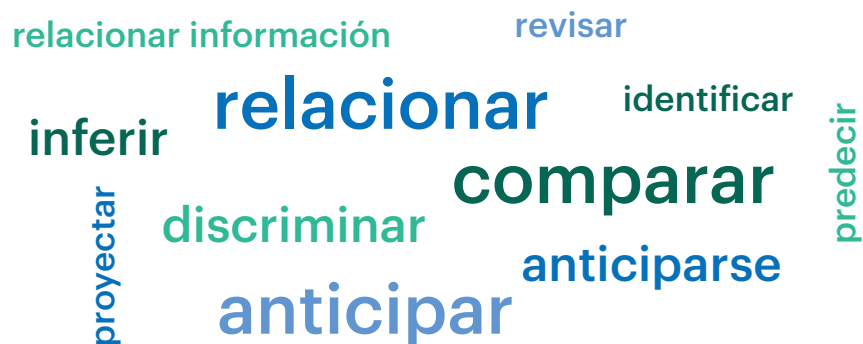 relacionar información
revisar
relacionar
identificar
inferir
predecir
comparar
proyectar
discriminar
anticiparse
anticipar